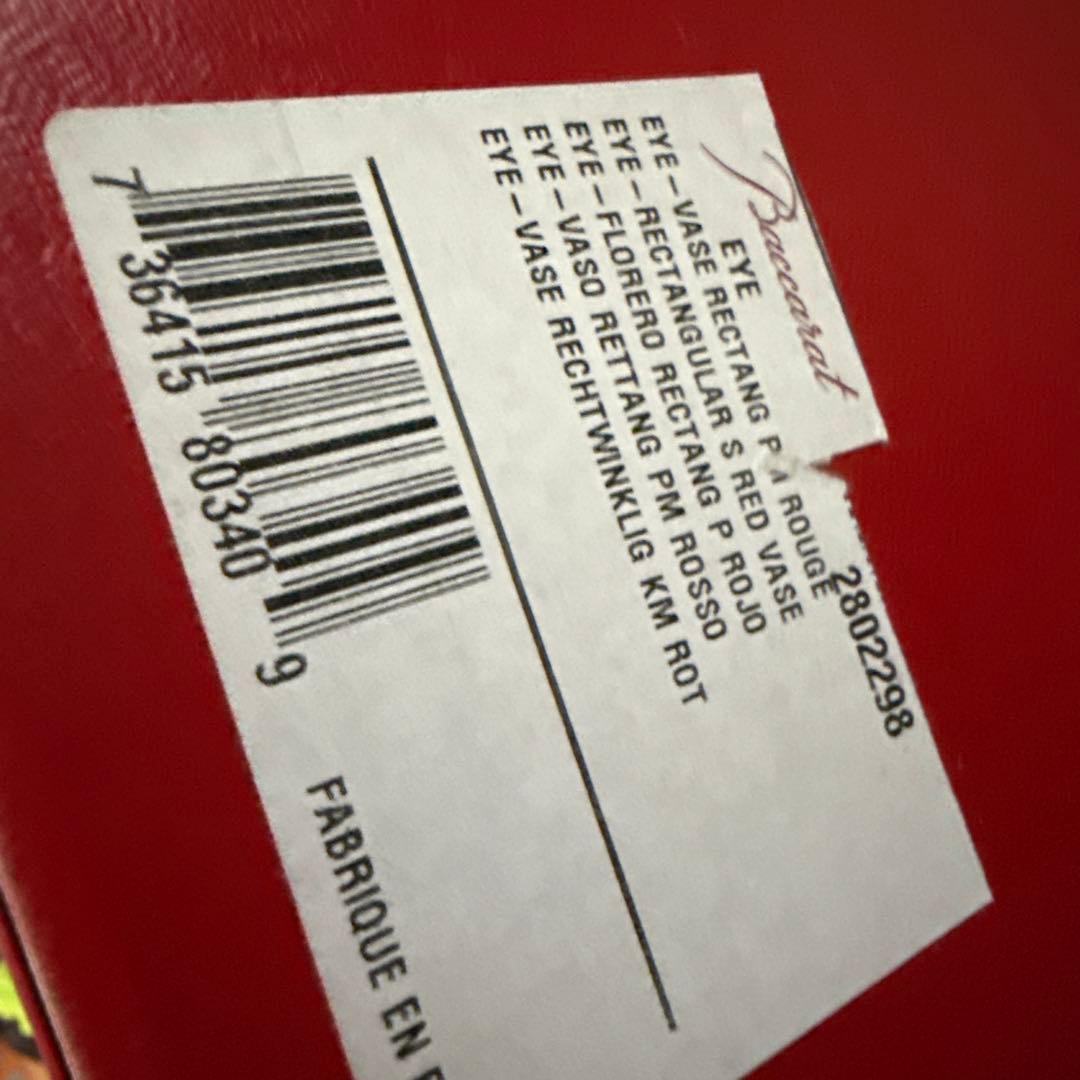 Baccarat
2802298
EYE
EYE-VASE RECTANG PM ROUGE
EYE-RECTANGULAR S RED VASE
EYE-FLORERO RECTANG P ROJO
EYE-VASO RETTANG PM ROSSO
EYE-VASE RECHTWINKLIG KM ROT
7 36415 80340 9
FABRIQUE EN